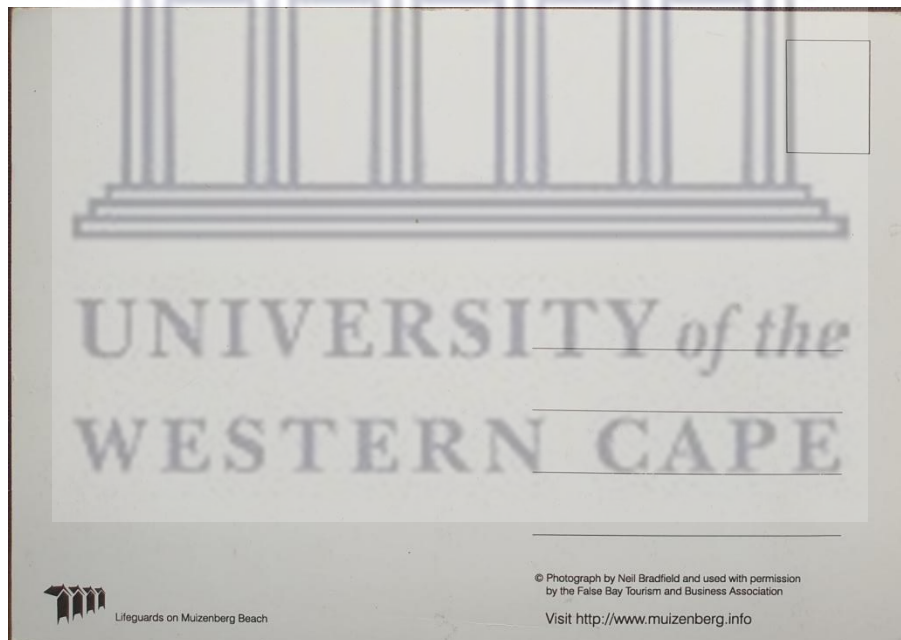 UNIVERSITY of the
WESTERN CAPE
© Photograph by Neil Bradfield and used with permission
by the False Bay Tourism and Business Association
Lifeguards on Muizenberg Beach
Visit http://www.muizenberg.info